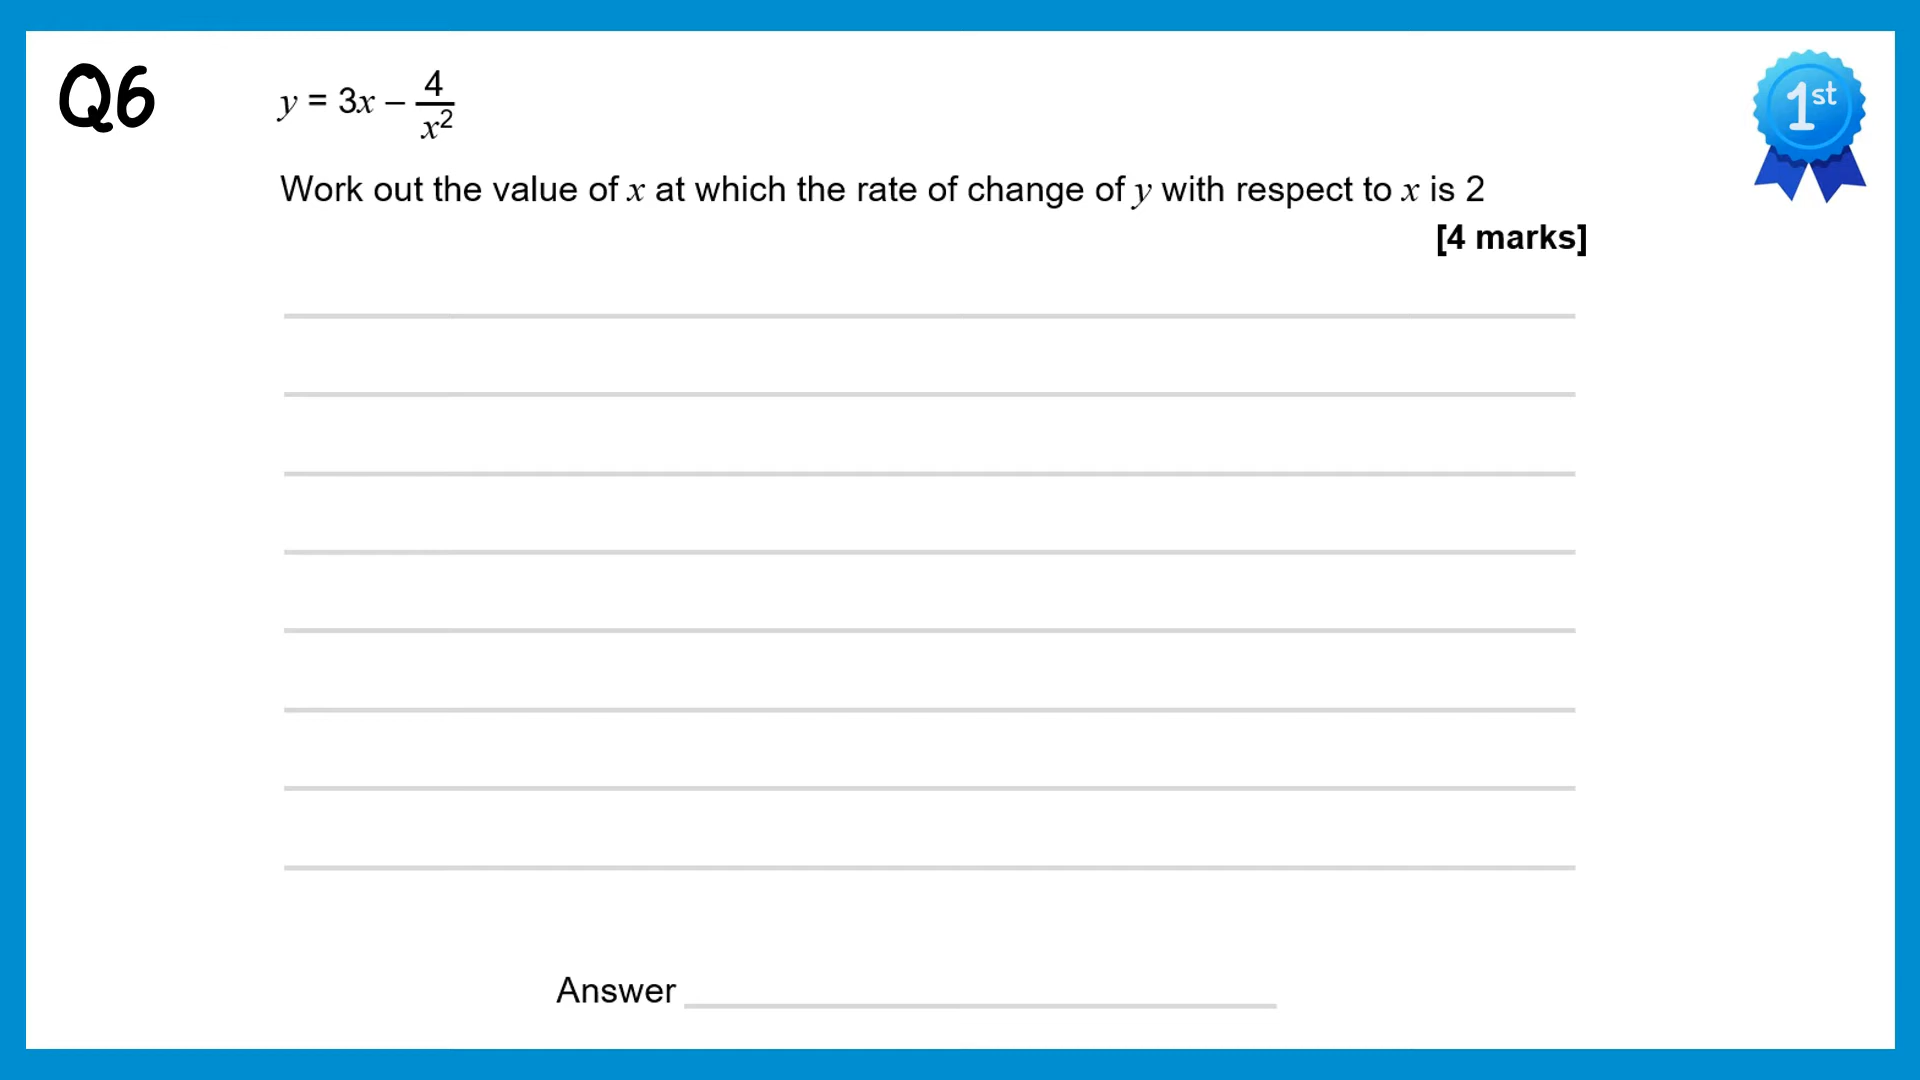 Q6
y = 3x – 4/x²
1st
Work out the value of x at which the rate of change of y with respect to x is 2
[4 marks]
Answer